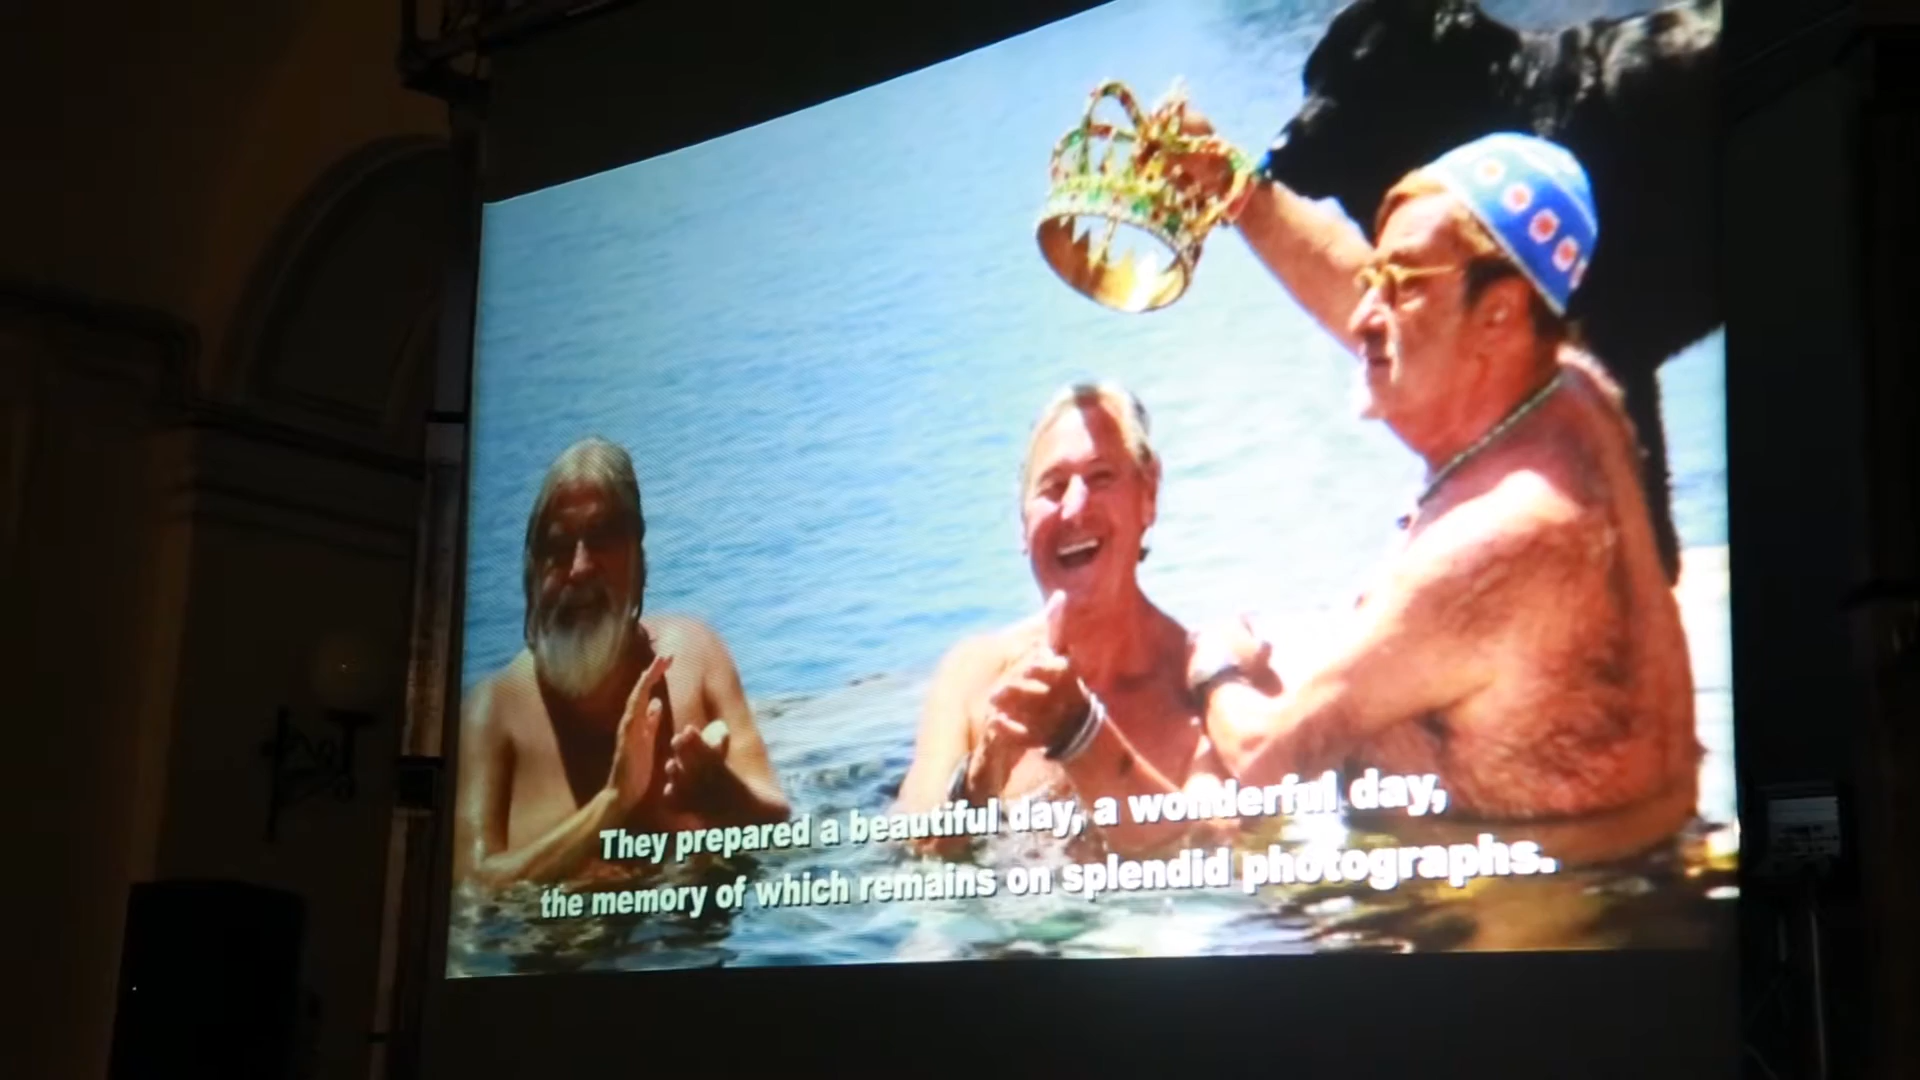 They prepared a beautiful day, a wonderful day,
the memory of which remains on splendid photographs.